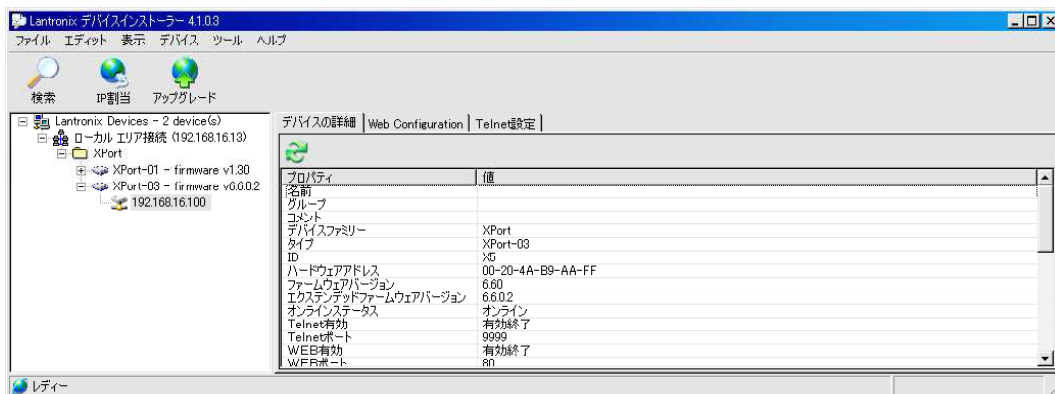 Lantronix デバイスインストーラー 4.1.0.3
ファイル エディット 表示 デバイス ツール ヘルプ
検索 IP割当 アップグレード
Lantronix Devices - 2 device(s)
ローカル エリア接続 (192.168.16.13)
XPort
XPort-01 - firmware v1.30
XPort-03 - firmware v6.6.0.2
192.168.16.100
デバイスの詳細 Web Configuration Telnet設定
プロパティ 値
名前
グループ
コメント
デバイスファミリー XPort
タイプ XPort-03
ID X5
ハードウェアアドレス 00-20-4A-B9-AA-FF
ファームウェアバージョン 6.60
エクステンデッドファームウェアバージョン 6.6.0.2
オンラインステータス オンライン
Telnet有効 有効終了
Telnetポート 9999
WEB有効 有効終了
WEBポート 80
レディー